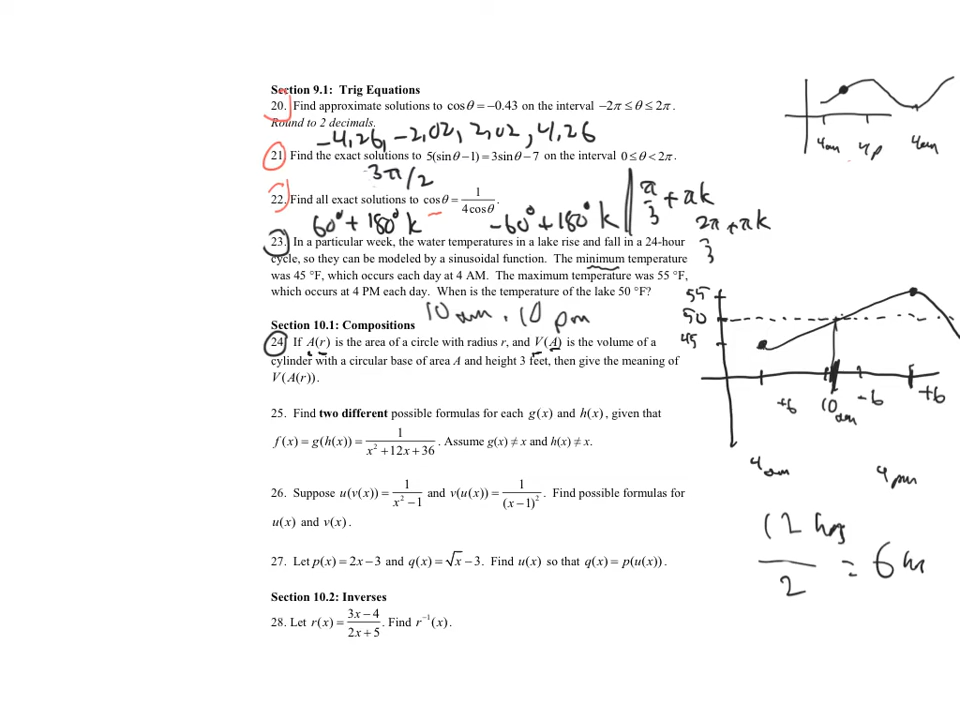 Section 9.1: Trig Equations
20. Find approximate solutions to cosθ = −0.43 on the interval −2π ≤ θ ≤ 2π.
Round to 2 decimals.
−4.26, −2.02, 2.02, 4.26
21. Find the exact solutions to 5(sinθ − 1) = 3sinθ − 7 on the interval 0 ≤ θ < 2π.
3π/2
22. Find all exact solutions to cosθ = 1/(4cosθ).
60° + 180° k − −60° + 180° k | π/3 + πk
2π/3 + πk
23. In a particular week, the water temperatures in a lake rise and fall in a 24-hour
cycle, so they can be modeled by a sinusoidal function. The minimum temperature
was 45 °F, which occurs each day at 4 AM. The maximum temperature was 55 °F,
which occurs at 4 PM each day. When is the temperature of the lake 50 °F?
10 am, 10 pm
Section 10.1: Compositions
24. If A(r) is the area of a circle with radius r, and V(A) is the volume of a
cylinder with a circular base of area A and height 3 feet, then give the meaning of
V(A(r)).
25. Find two different possible formulas for each g(x) and h(x), given that
f(x) = g(h(x)) = 1/(x² + 12x + 36). Assume g(x) ≠ x and h(x) ≠ x.
26. Suppose u(v(x)) = 1/(x² − 1) and v(u(x)) = 1/(x − 1)². Find possible formulas for
u(x) and v(x).
27. Let p(x) = 2x − 3 and q(x) = √x − 3. Find u(x) so that q(x) = p(u(x)).
Section 10.2: Inverses
28. Let r(x) = (3x − 4)/(2x + 5). Find r⁻¹(x).
4am 4p 4am
55
50
45
+6 10 am −6 +6
4am 4pm
12 hrs / 2 = 6 hr